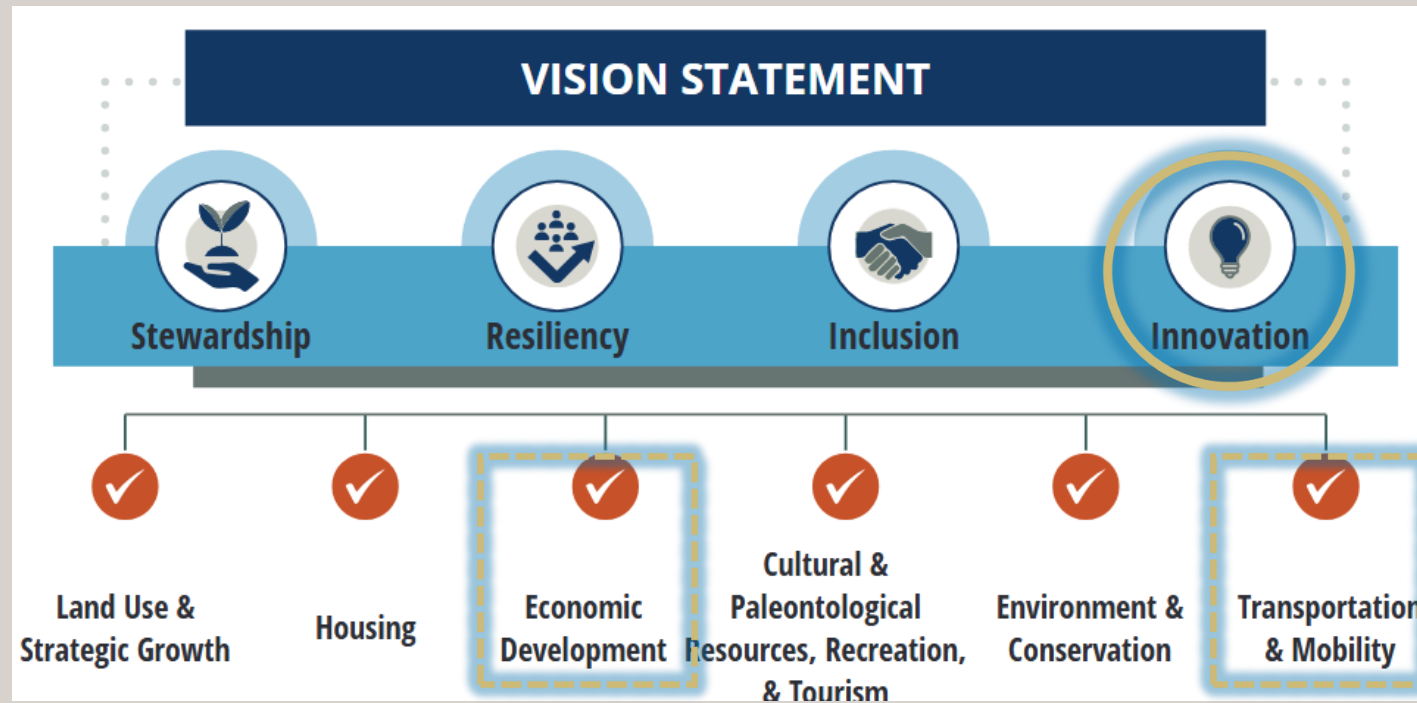 VISION STATEMENT
Stewardship
Resiliency
Inclusion
Innovation
Land Use &
Strategic Growth
Housing
Economic
Development
Cultural &
Paleontological
Resources, Recreation,
& Tourism
Environment &
Conservation
Transportation
& Mobility